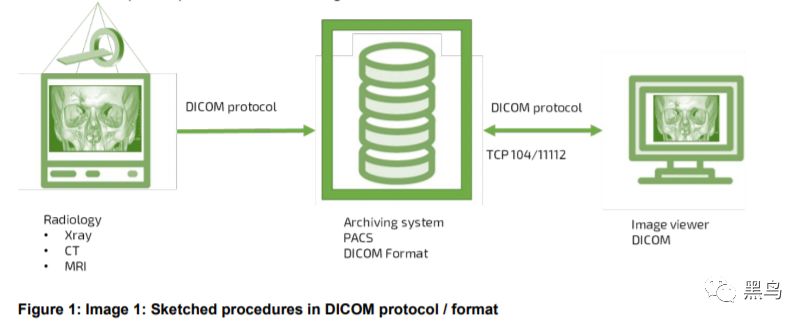 DICOM protocol
DICOM protocol
TCP 104/11112
Radiology
• Xray
• CT
• MRI
Archiving system
PACS
DICOM Format
Image viewer
DICOM
黑鸟
Figure 1: Image 1: Sketched procedures in DICOM protocol / format